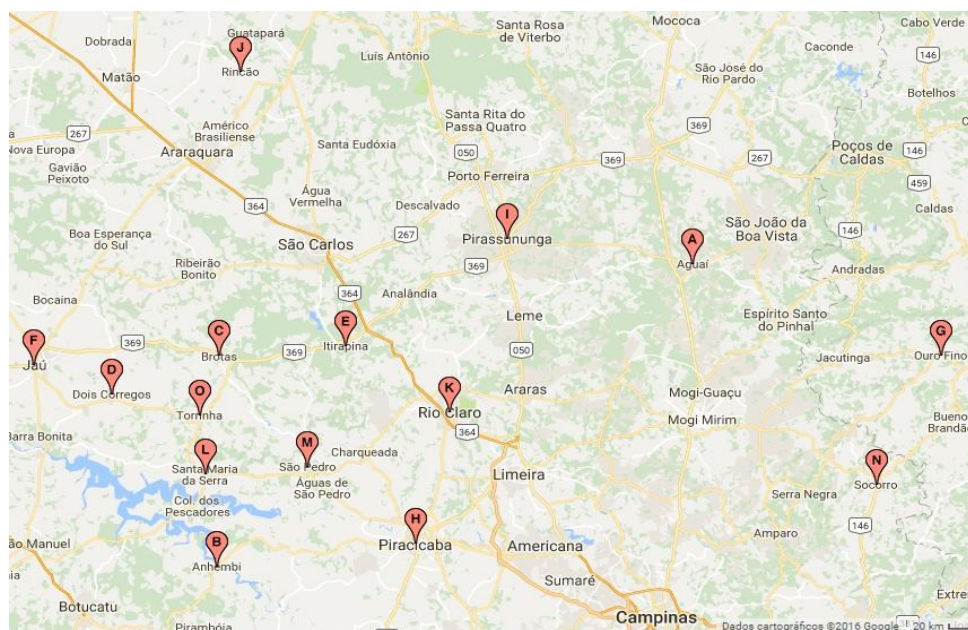 Mococa
Cabo Verde
Santa Rosa
de Viterbo
Guatapará
Dobrada
J
Rincão
Luís Antônio
Caconde
146
Matão
São José do
Rio Pardo
Botelhos
Santa Rita do
Passa Quatro
Américo
Brasiliense
369
267
Nova Europa
Santa Eudóxia
Araraquara
050
369
267
Poços de
Caldas
146
Gavião
Peixoto
Porto Ferreira
459
Água
Vermelha
364
Descalvado
Caldas
I
São João da
Boa Vista
Boa Esperança
do Sul
São Carlos
267
Pirassununga
A
146
Ribeirão
Bonito
369
Aguaí
Andradas
364
Analândia
Bocaina
Leme
Espírito Santo
do Pinhal
F
C
E
G
369
Brotas
369
Itirapina
050
Jacutinga
Ouro Fino
Jaú
D
Dois Córregos
O
K
Araras
Mogi-Guaçu
Torrinha
Rio Claro
Mogi Mirim
Bueno
Brandão
Barra Bonita
364
L
M
Charqueada
N
Santa Maria
da Serra
São Pedro
Limeira
Socorro
Águas de
São Pedro
Serra Negra
Col. dos
Pescadores
H
146
B
Piracicaba
Americana
Amparo
ão Manuel
Anhembi
Sumaré
Extre
Botucatu
Campinas
Pirambóia
Dados cartográficos ©2016 Google
20 km